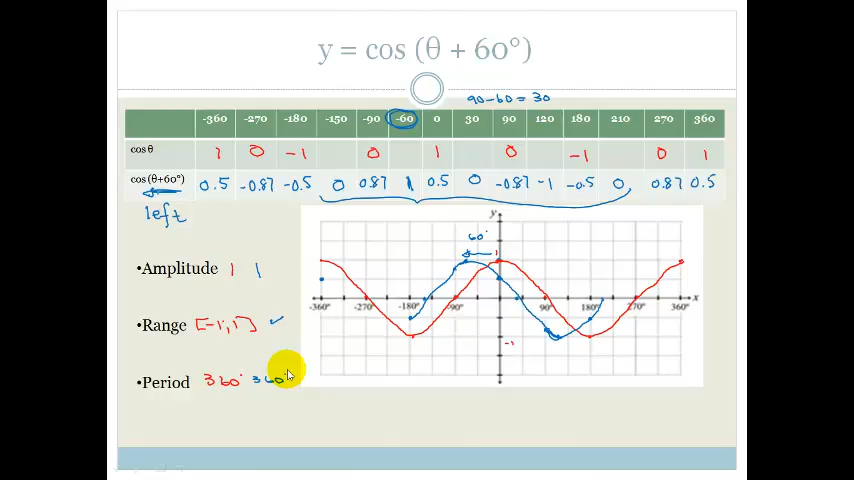 y = cos (θ + 60°)
90-60 = 30
-360 -270 -180 -150 -90 -60 0 30 90 120 180 210 270 360
cosθ 1 0 -1 0 1 0 -1 0 1
cos(θ+60°) 0.5 -0.87 -0.5 0 0.87 1 0.5 0 -0.87 -1 -0.5 0 0.87 0.5
left
y
60°
1
•Amplitude 1 1
-360° -270° -180° -90° 90° 180° 270° 360° x
•Range [-1,1]
-1
•Period 360° 360°